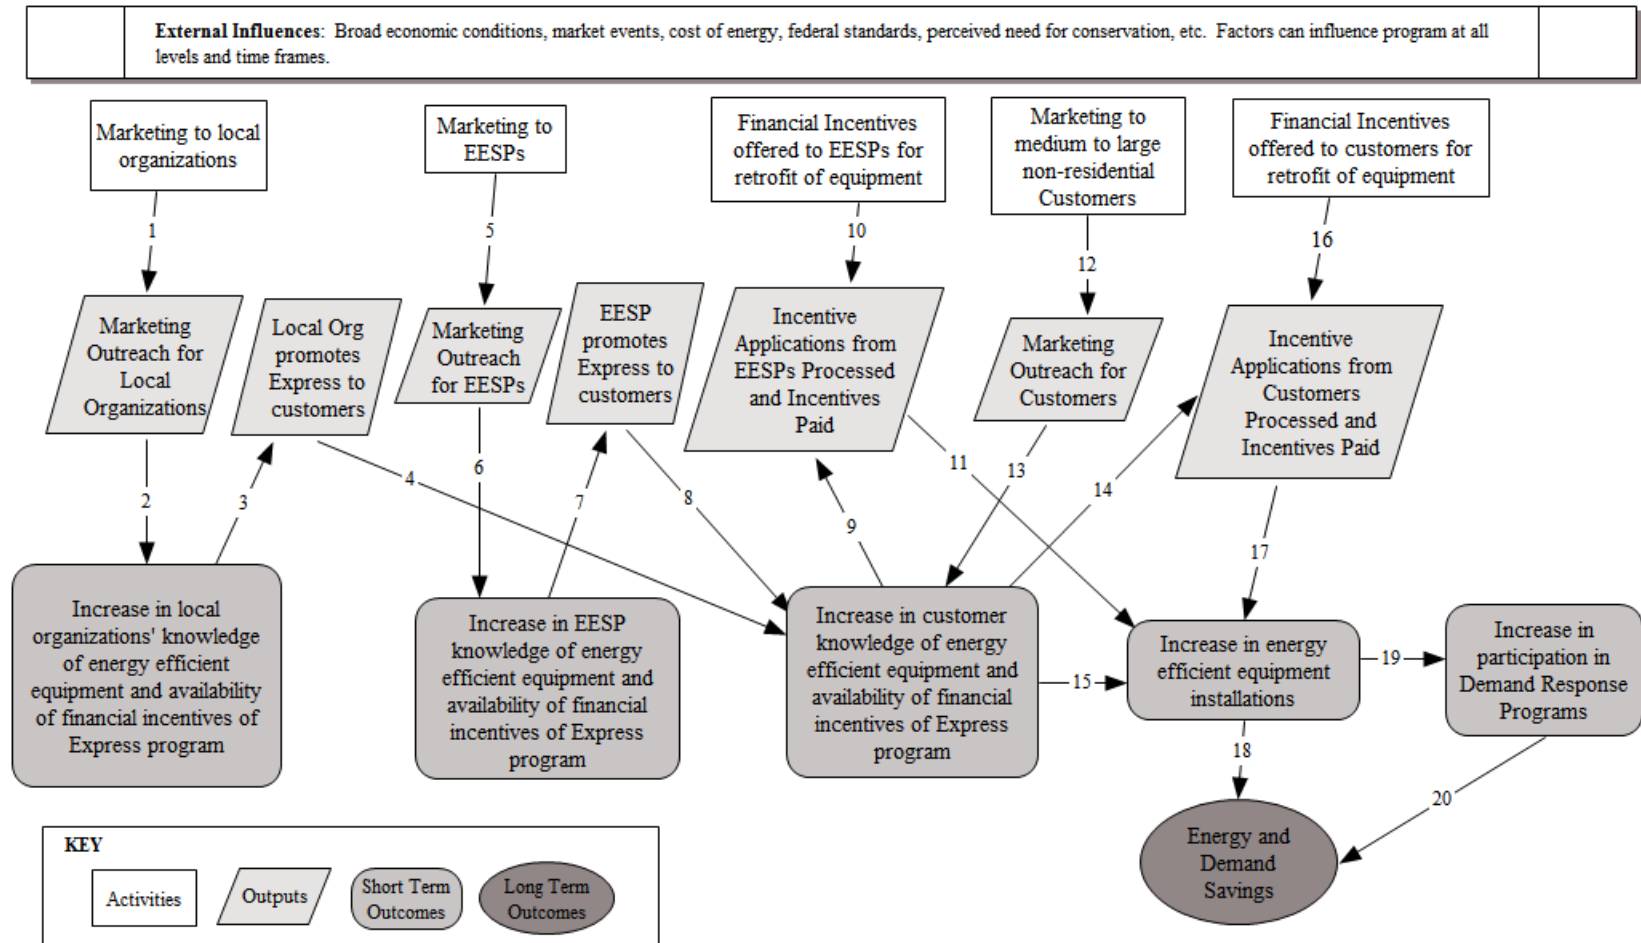 External Influences: Broad economic conditions, market events, cost of energy, federal standards, perceived need for conservation, etc. Factors can influence program at all
levels and time frames.
Marketing to local
organizations
Marketing to
EESPs
Financial Incentives
offered to EESPs for
retrofit of equipment
Marketing to
medium to large
non-residential
Customers
Financial Incentives
offered to customers for
retrofit of equipment
1
5
10
12
16
Marketing
Outreach for
Local
Organizations
Local Org
promotes
Express to
customers
Marketing
Outreach
for EESPs
EESP
promotes
Express to
customers
Incentive
Applications from
EESPs Processed
and Incentives
Paid
Marketing
Outreach for
Customers
Incentive
Applications from
Customers
Processed and
Incentives Paid
2
3
4
6
7
8
9
11
13
14
17
Increase in local
organizations' knowledge
of energy efficient
equipment and availability
of financial incentives of
Express program
Increase in EESP
knowledge of energy
efficient equipment and
availability of financial
incentives of Express
program
Increase in customer
knowledge of energy
efficient equipment and
availability of financial
incentives of Express
program
15
Increase in energy
efficient equipment
installations
19
Increase in
participation in
Demand Response
Programs
18
20
Energy and
Demand
Savings
KEY
Activities
Outputs
Short Term
Outcomes
Long Term
Outcomes